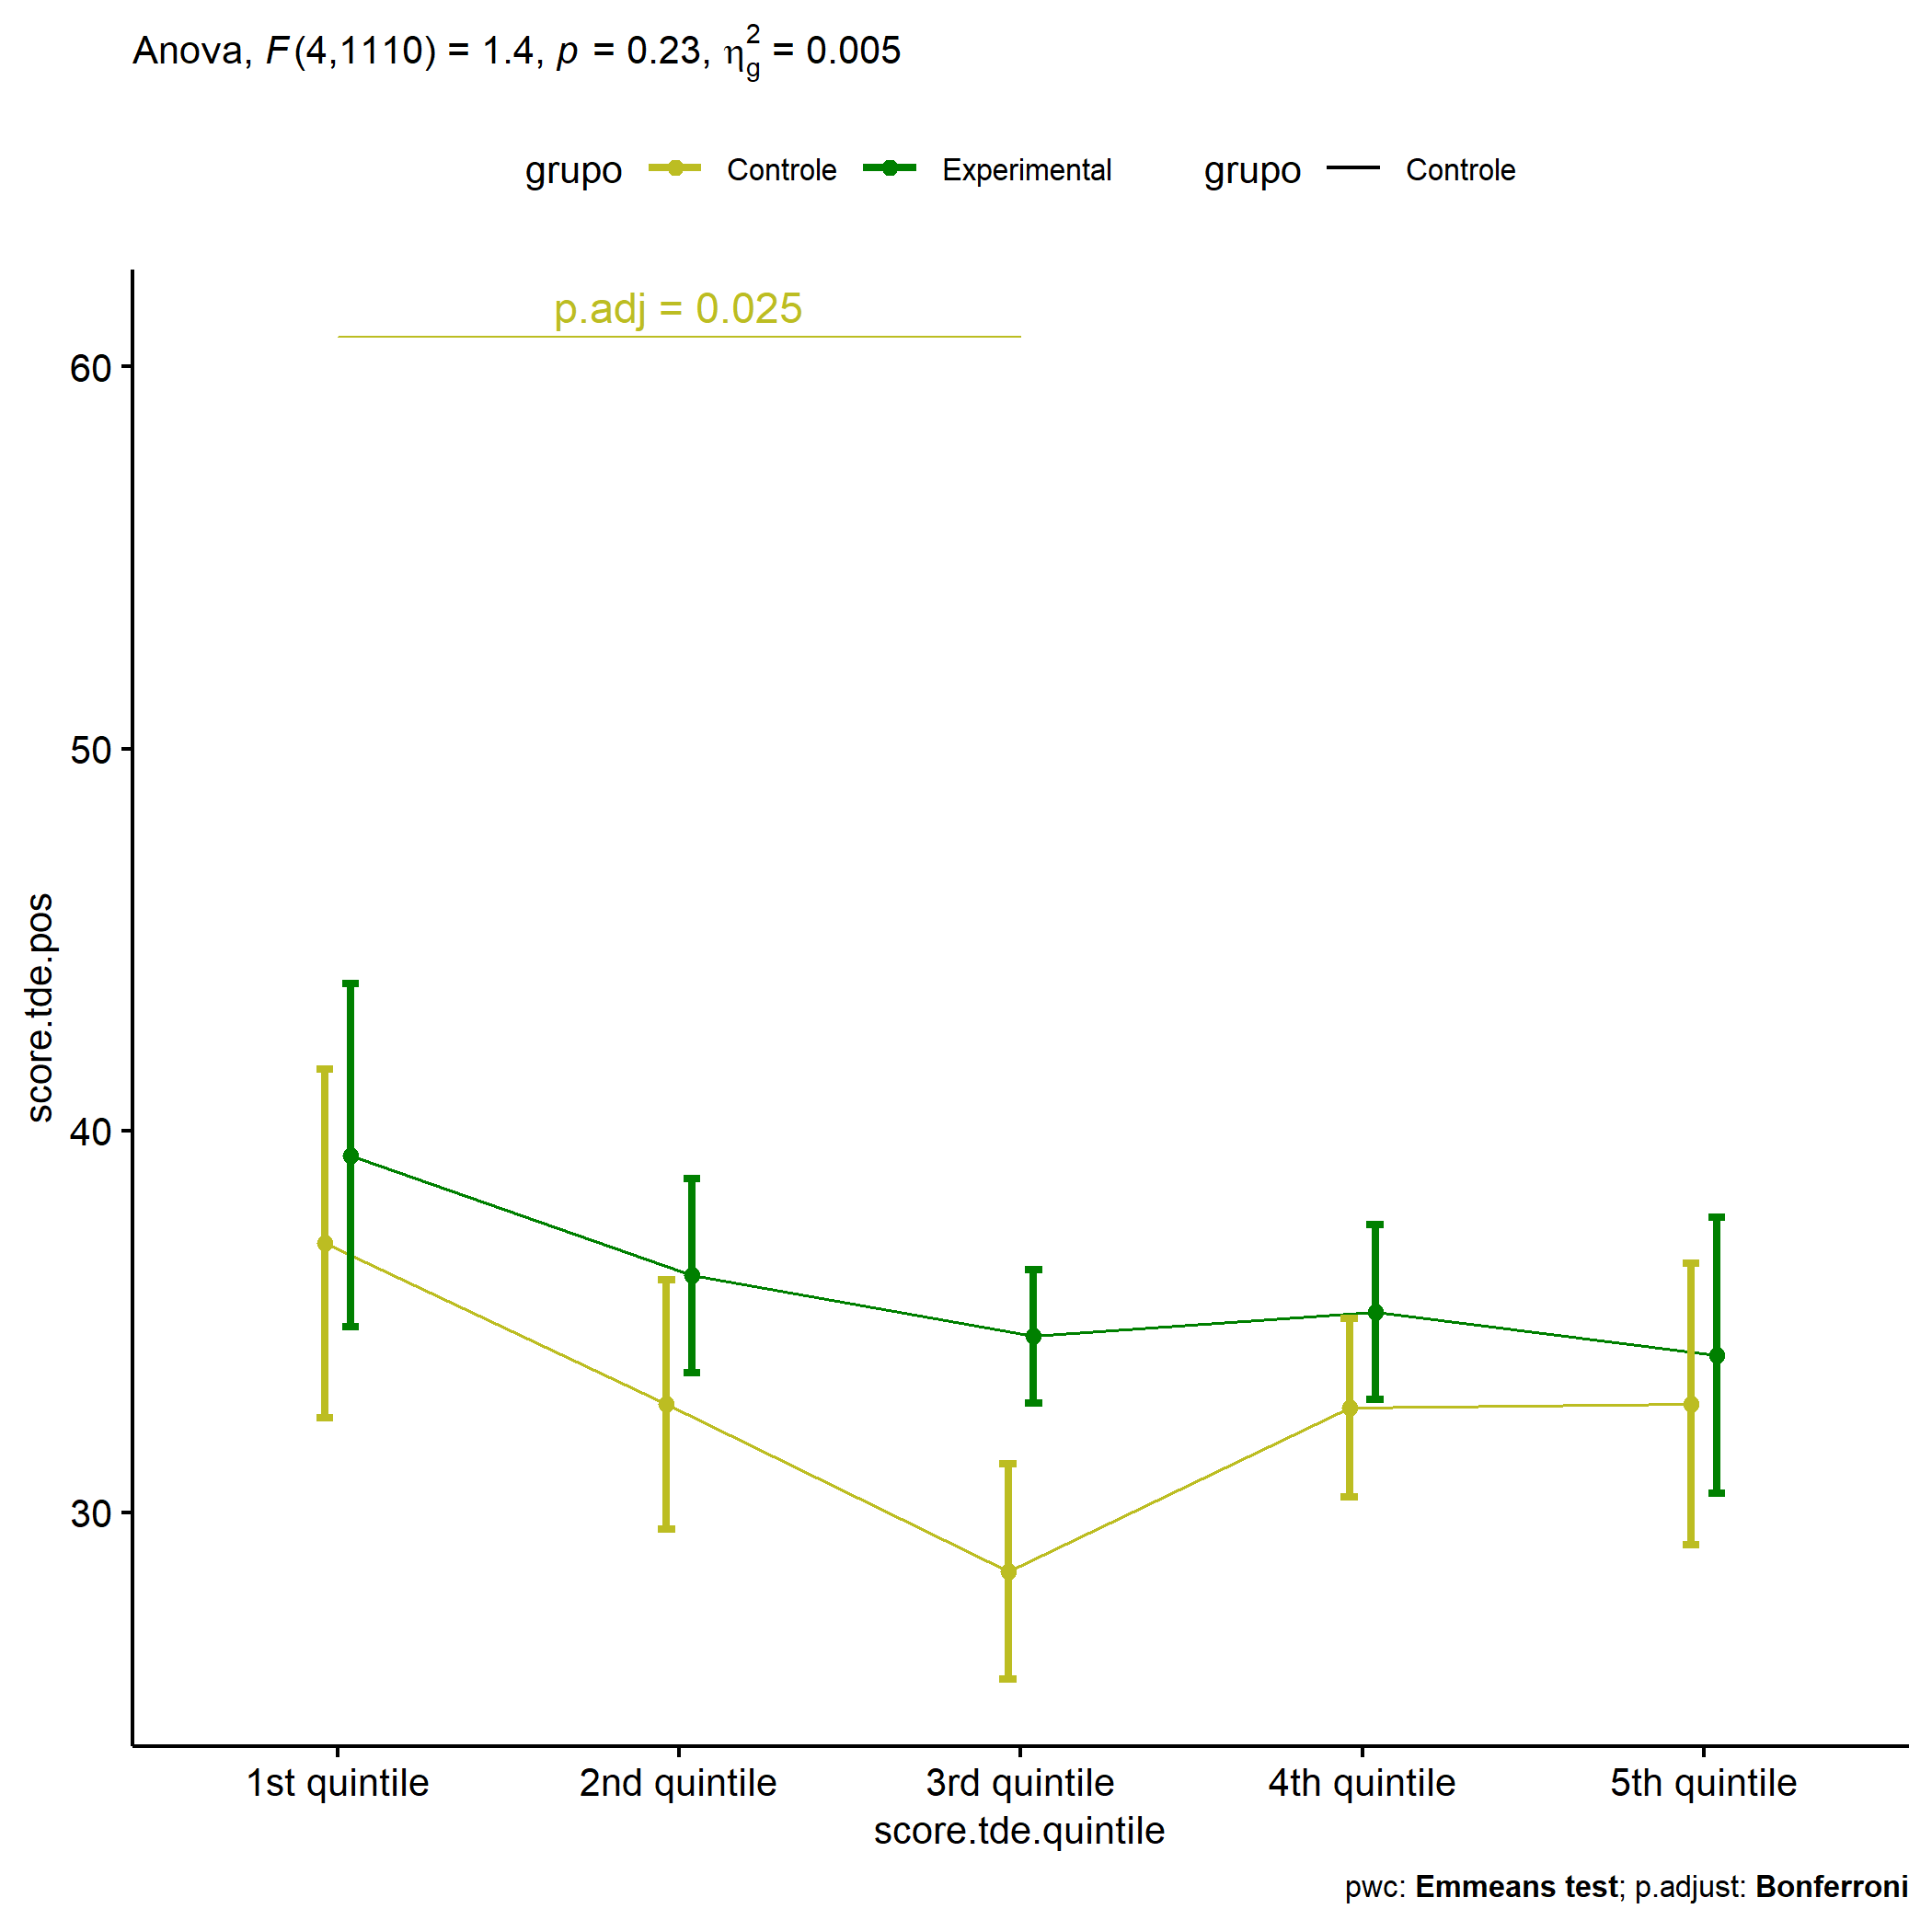 Anova, F(4,1110) = 1.4, p = 0.23, η²g = 0.005
grupo Controle Experimental grupo Controle
p.adj = 0.025
60
50
40
30
score.tde.pos
1st quintile 2nd quintile 3rd quintile 4th quintile 5th quintile
score.tde.quintile
pwc: Emmeans test; p.adjust: Bonferroni